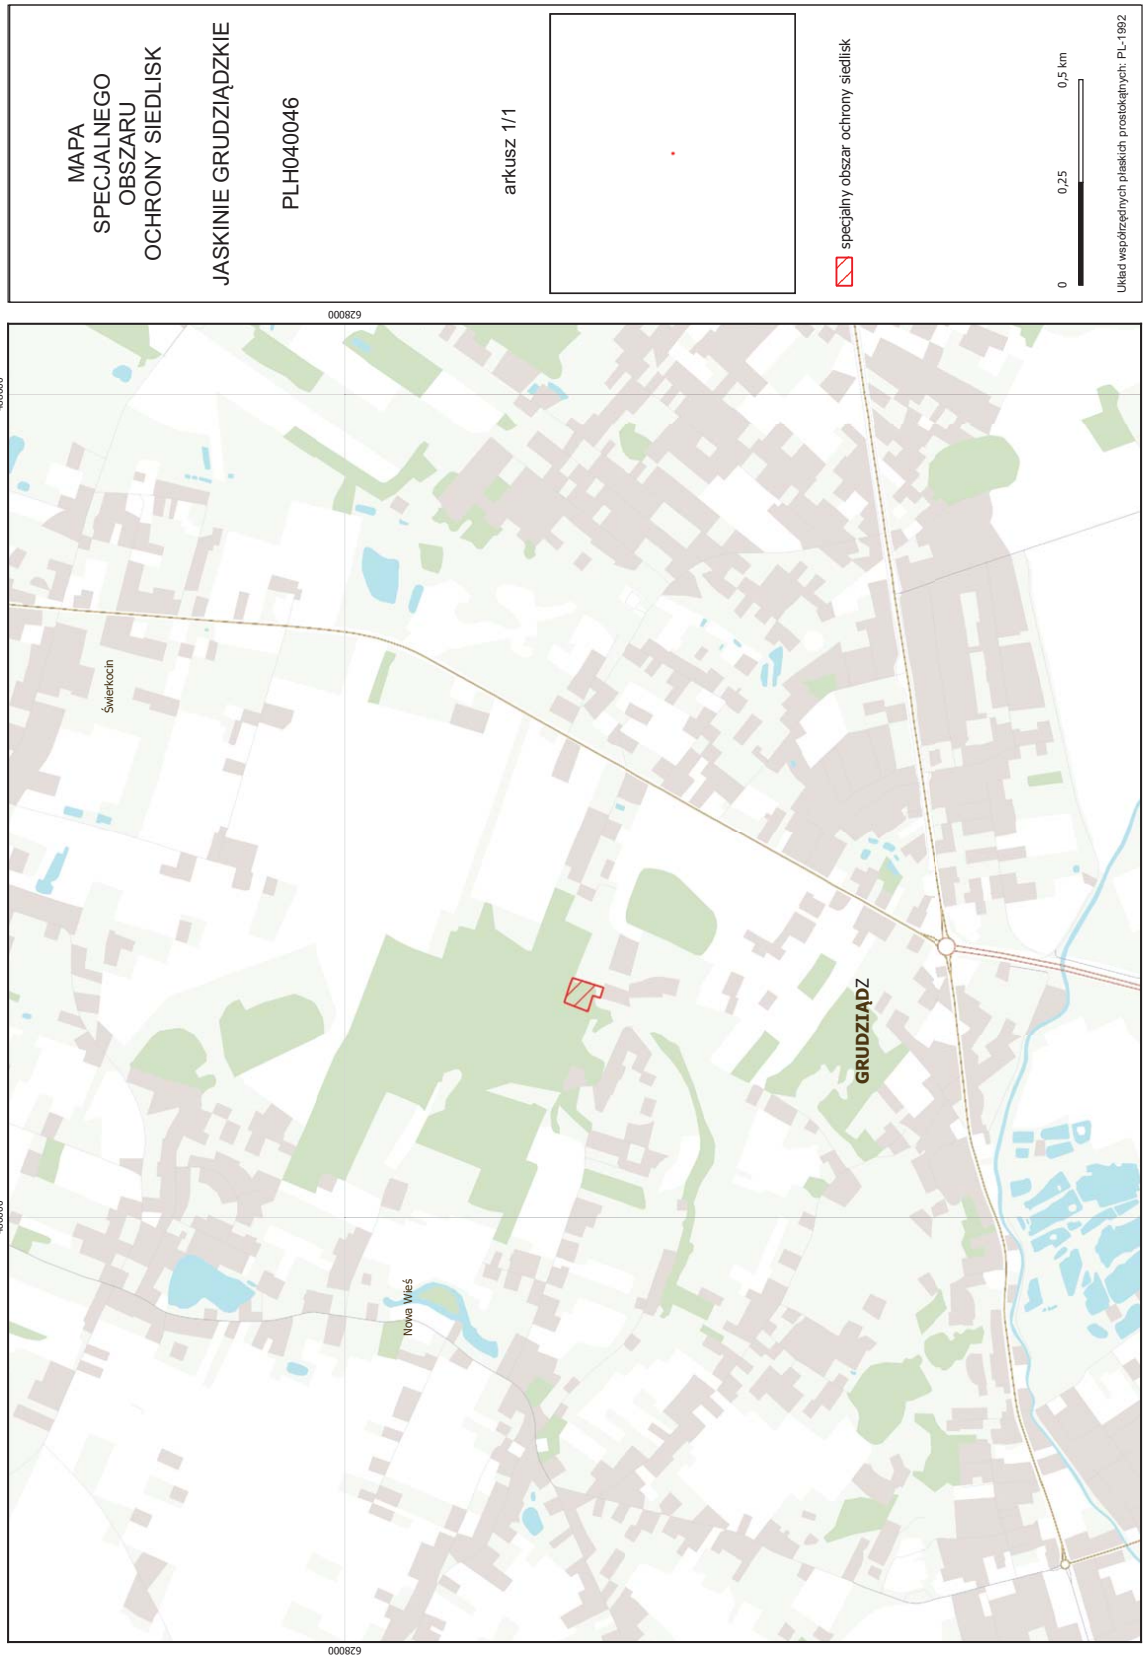 MAPA
SPECJALNEGO
OBSZARU
OCHRONY SIEDLISK
JASKINIE GRUDZIĄDZKIE
PLH040046
arkusz 1/1
specjalny obszar ochrony siedlisk
0 0,25 0,5 km
Układ współrzędnych płaskich prostokątnych: PL-1992
628000
Świerkocin
GRUDZIĄDZ
Nowa Wieś
628000